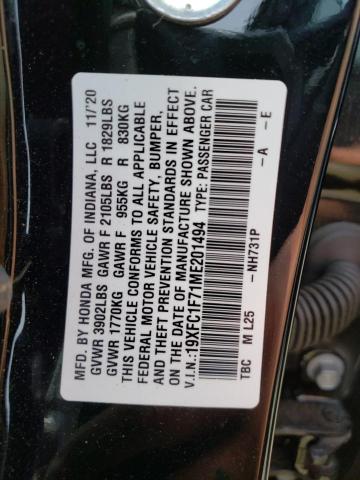 MFD. BY HONDA MFG. OF INDIANA, LLC 11/'20
GVWR 3902LBS GAWR F 2105LBS R 1829LBS
GVWR 1770KG GAWR F 955KG R 830KG
THIS VEHICLE CONFORMS TO ALL APPLICABLE
FEDERAL MOTOR VEHICLE SAFETY, BUMPER,
AND THEFT PREVENTION STANDARDS IN EFFECT
ON DATE OF MANUFACTURE SHOWN ABOVE.
V.I.N.:19XFC1F71ME201494 TYPE: PASSENGER CAR
NH731P -A -E
TBC M L25